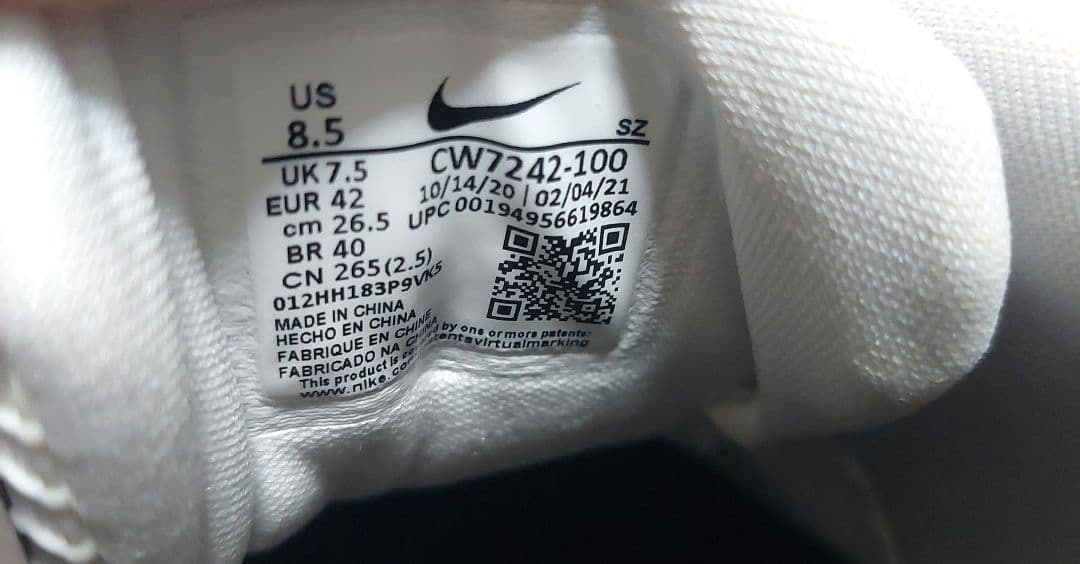 US
8.5
SZ
UK 7.5
EUR 42
cm 26.5
BR 40
CN 265 (2.5)
CW7242-100
10/14/20 | 02/04/21
UPC 00194956619864
012HH183P9VK5
MADE IN CHINA
HECHO EN CHINA
FABRIQUE EN CHINE
FABRICADO NA CHINA
This product is by one or more patents:
www.nike.